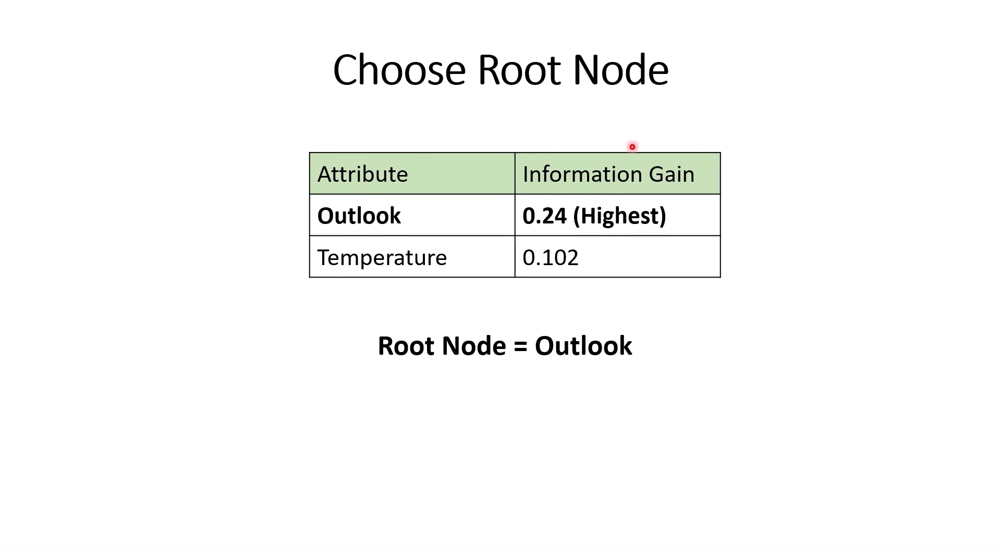 Choose Root Node
Attribute Information Gain
Outlook 0.24 (Highest)
Temperature 0.102
Root Node = Outlook